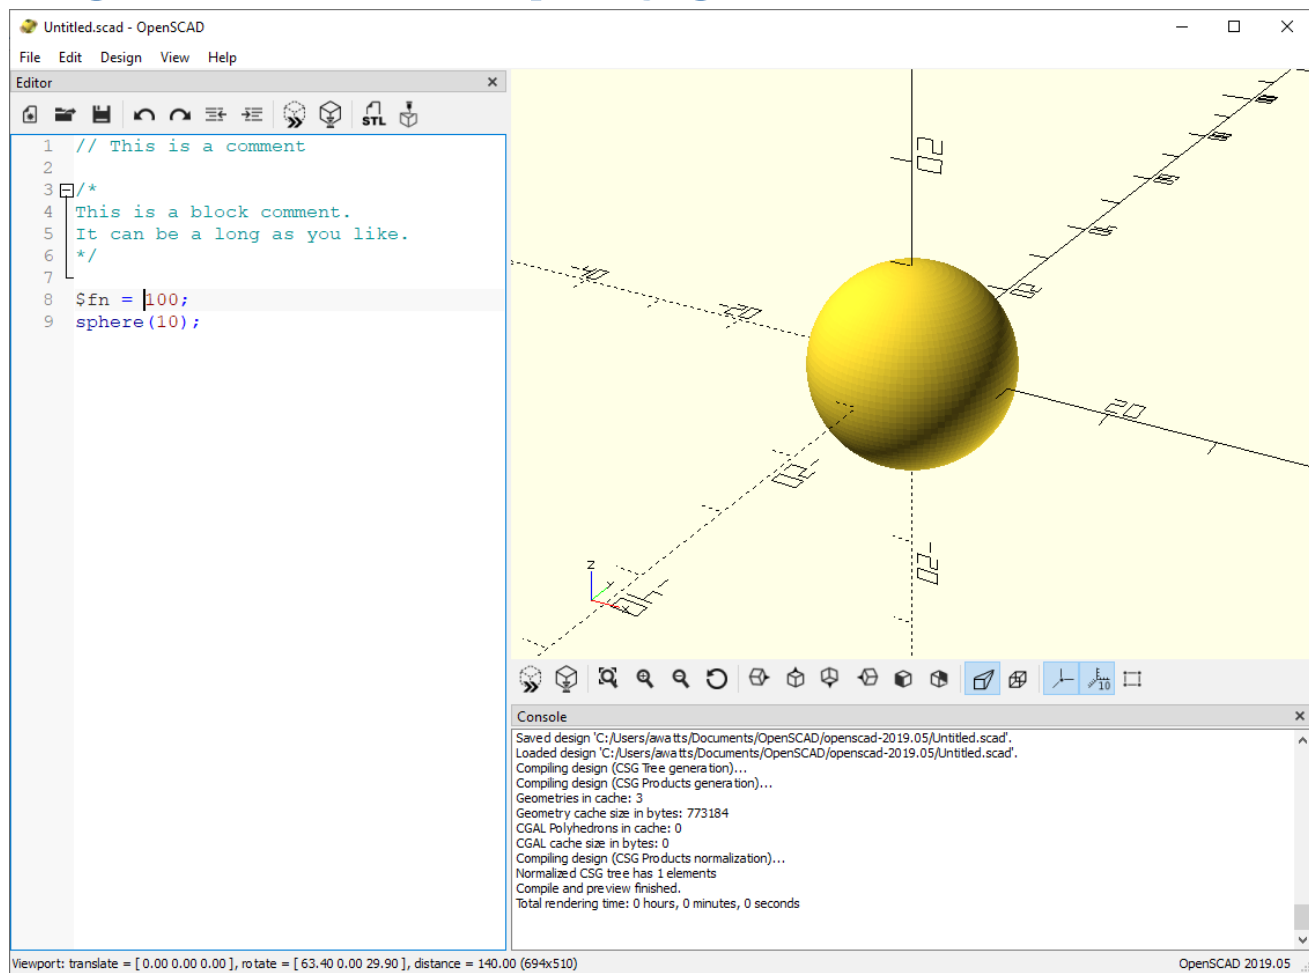 Untitled.scad - OpenSCAD
File Edit Design View Help
Editor
STL
1 // This is a comment
2
3 /*
4 This is a block comment.
5 It can be a long as you like.
6 */
7
8 $fn = 100;
9 sphere(10);
20
-40
-20
20
-20
-40
-20
z
x
10
Console
Saved design 'C:/Users/awatts/Documents/OpenSCAD/openscad-2019.05/Untitled.scad'.
Loaded design 'C:/Users/awatts/Documents/OpenSCAD/openscad-2019.05/Untitled.scad'.
Compiling design (CSG Tree generation)...
Compiling design (CSG Products generation)...
Geometries in cache: 3
Geometry cache size in bytes: 773184
CGAL Polyhedrons in cache: 0
CGAL cache size in bytes: 0
Compiling design (CSG Products normalization)...
Normalized CSG tree has 1 elements
Compile and preview finished.
Total rendering time: 0 hours, 0 minutes, 0 seconds
Viewport: translate = [ 0.00 0.00 0.00 ], rotate = [ 63.40 0.00 29.90 ], distance = 140.00 (694x510)
OpenSCAD 2019.05